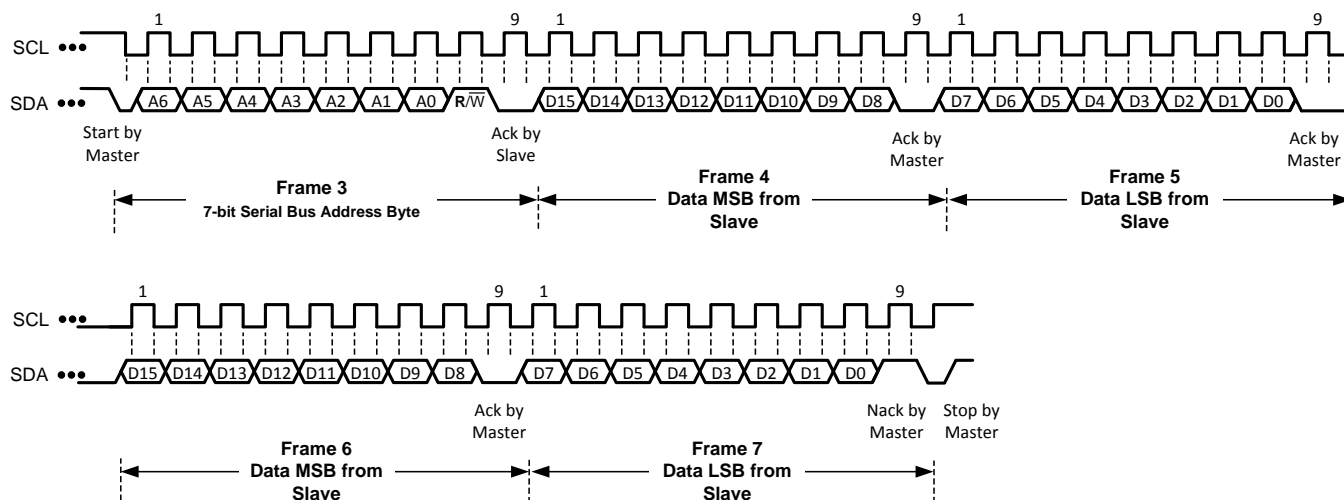 1 9 1 9 1 9
SCL •••
SDA •••
A6 A5 A4 A3 A2 A1 A0 R/W̅ D15 D14 D13 D12 D11 D10 D9 D8 D7 D6 D5 D4 D3 D2 D1 D0
Start by
Master
Ack by
Slave
Ack by
Master
Ack by
Master
Frame 3
7-bit Serial Bus Address Byte
Frame 4
Data MSB from
Slave
Frame 5
Data LSB from
Slave
1 9 1 9
SCL •••
SDA •••
D15 D14 D13 D12 D11 D10 D9 D8 D7 D6 D5 D4 D3 D2 D1 D0
Ack by
Master
Nack by
Master
Stop by
Master
Frame 6
Data MSB from
Slave
Frame 7
Data LSB from
Slave